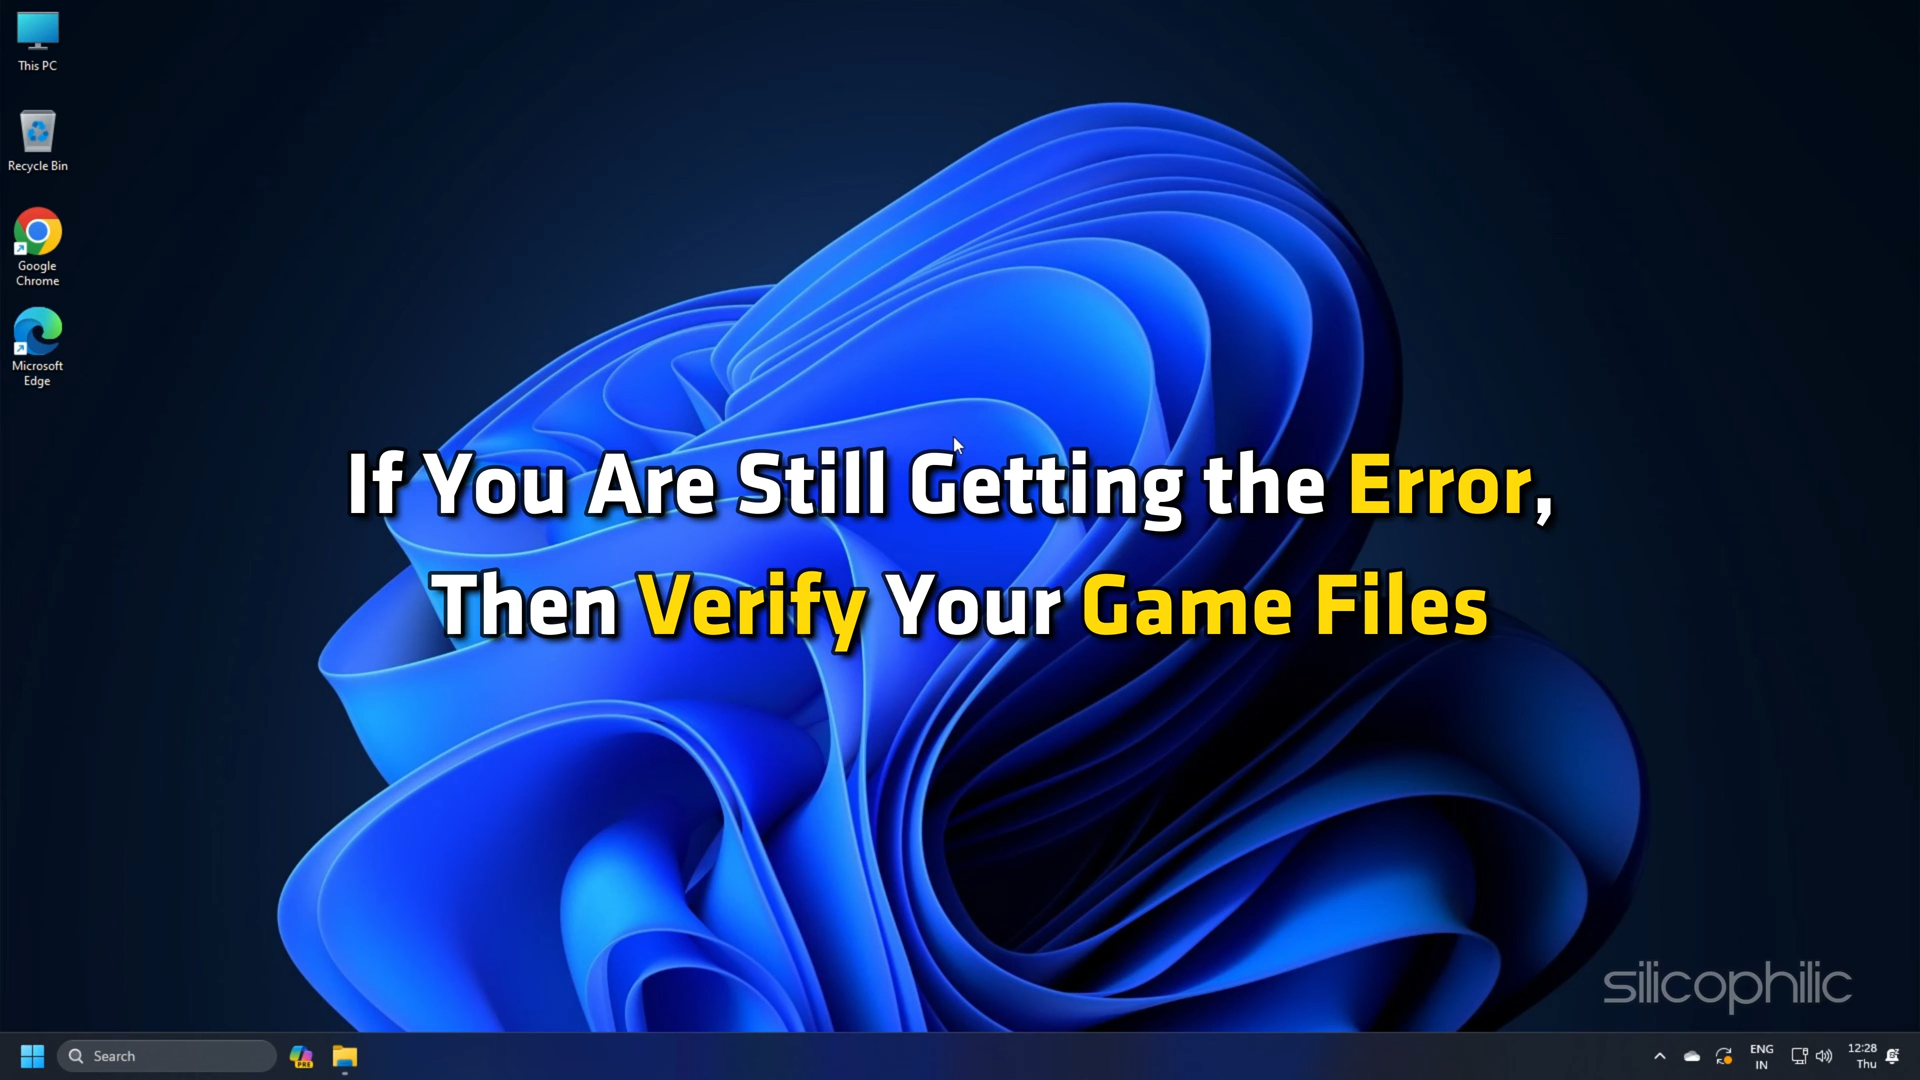 This PC
Recycle Bin
Google
Chrome
Microsoft
Edge
If You Are Still Getting the Error,
Then Verify Your Game Files
silicophilic
Search
PRE
ENG
IN
12:28
Thu